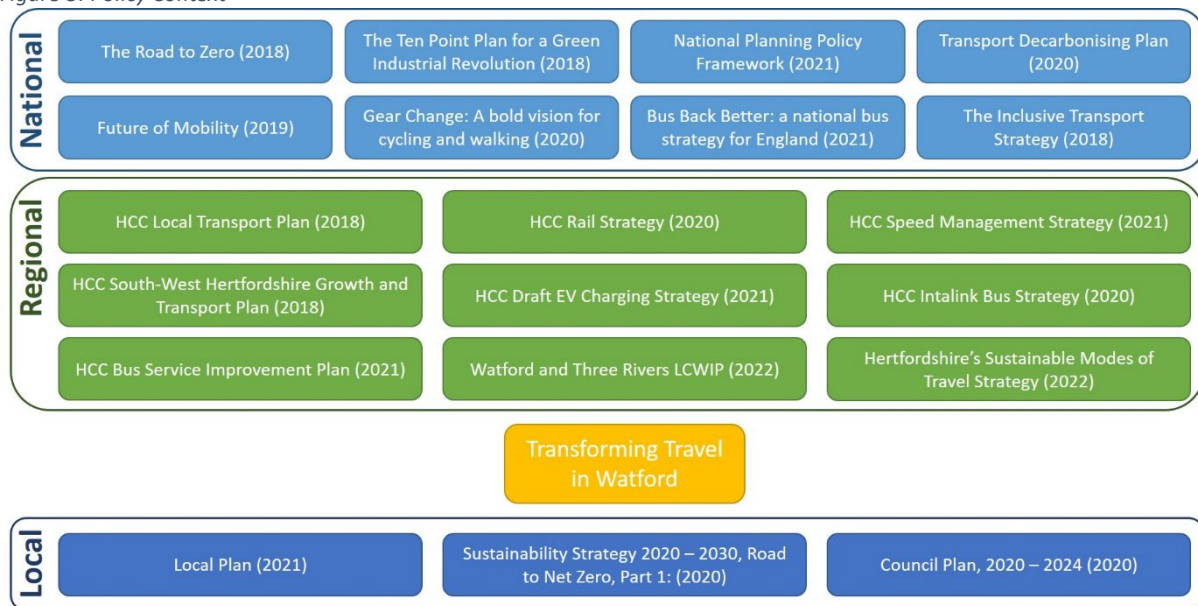 Figure 3: Policy Context
National
The Road to Zero (2018)
The Ten Point Plan for a Green
Industrial Revolution (2018)
National Planning Policy
Framework (2021)
Transport Decarbonising Plan
(2020)
Future of Mobility (2019)
Gear Change: A bold vision for
cycling and walking (2020)
Bus Back Better: a national bus
strategy for England (2021)
The Inclusive Transport
Strategy (2018)
Regional
HCC Local Transport Plan (2018)
HCC Rail Strategy (2020)
HCC Speed Management Strategy (2021)
HCC South-West Hertfordshire Growth and
Transport Plan (2018)
HCC Draft EV Charging Strategy (2021)
HCC Intalink Bus Strategy (2020)
HCC Bus Service Improvement Plan (2021)
Watford and Three Rivers LCWIP (2022)
Hertfordshire's Sustainable Modes of
Travel Strategy (2022)
Transforming Travel
in Watford
Local
Local Plan (2021)
Sustainability Strategy 2020 – 2030, Road
to Net Zero, Part 1: (2020)
Council Plan, 2020 – 2024 (2020)